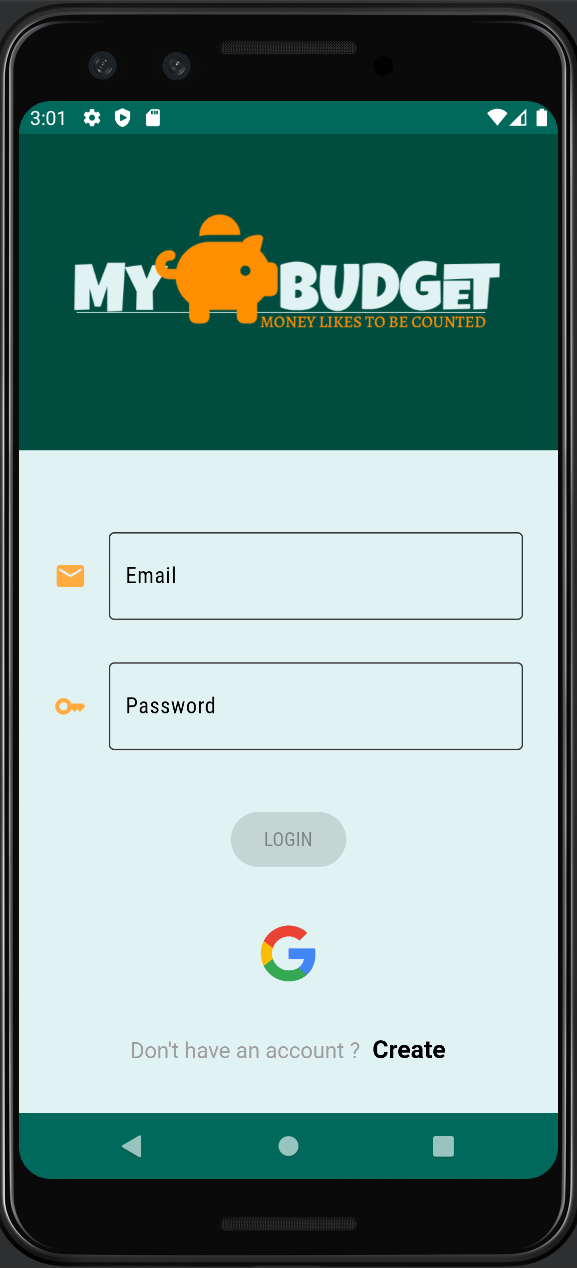 3:01
MY BUDGET
MONEY LIKES TO BE COUNTED
Email
Password
LOGIN
Don't have an account ? Create